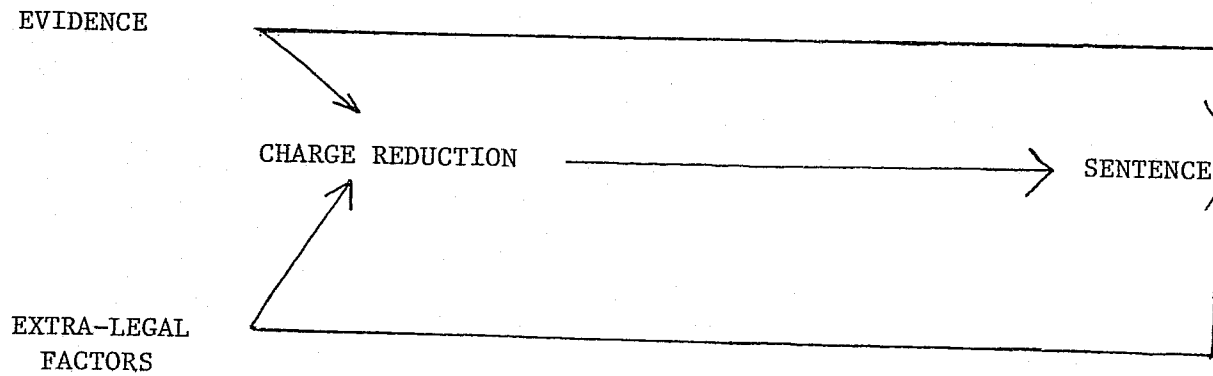 EVIDENCE
CHARGE REDUCTION
SENTENCE
EXTRA-LEGAL
FACTORS